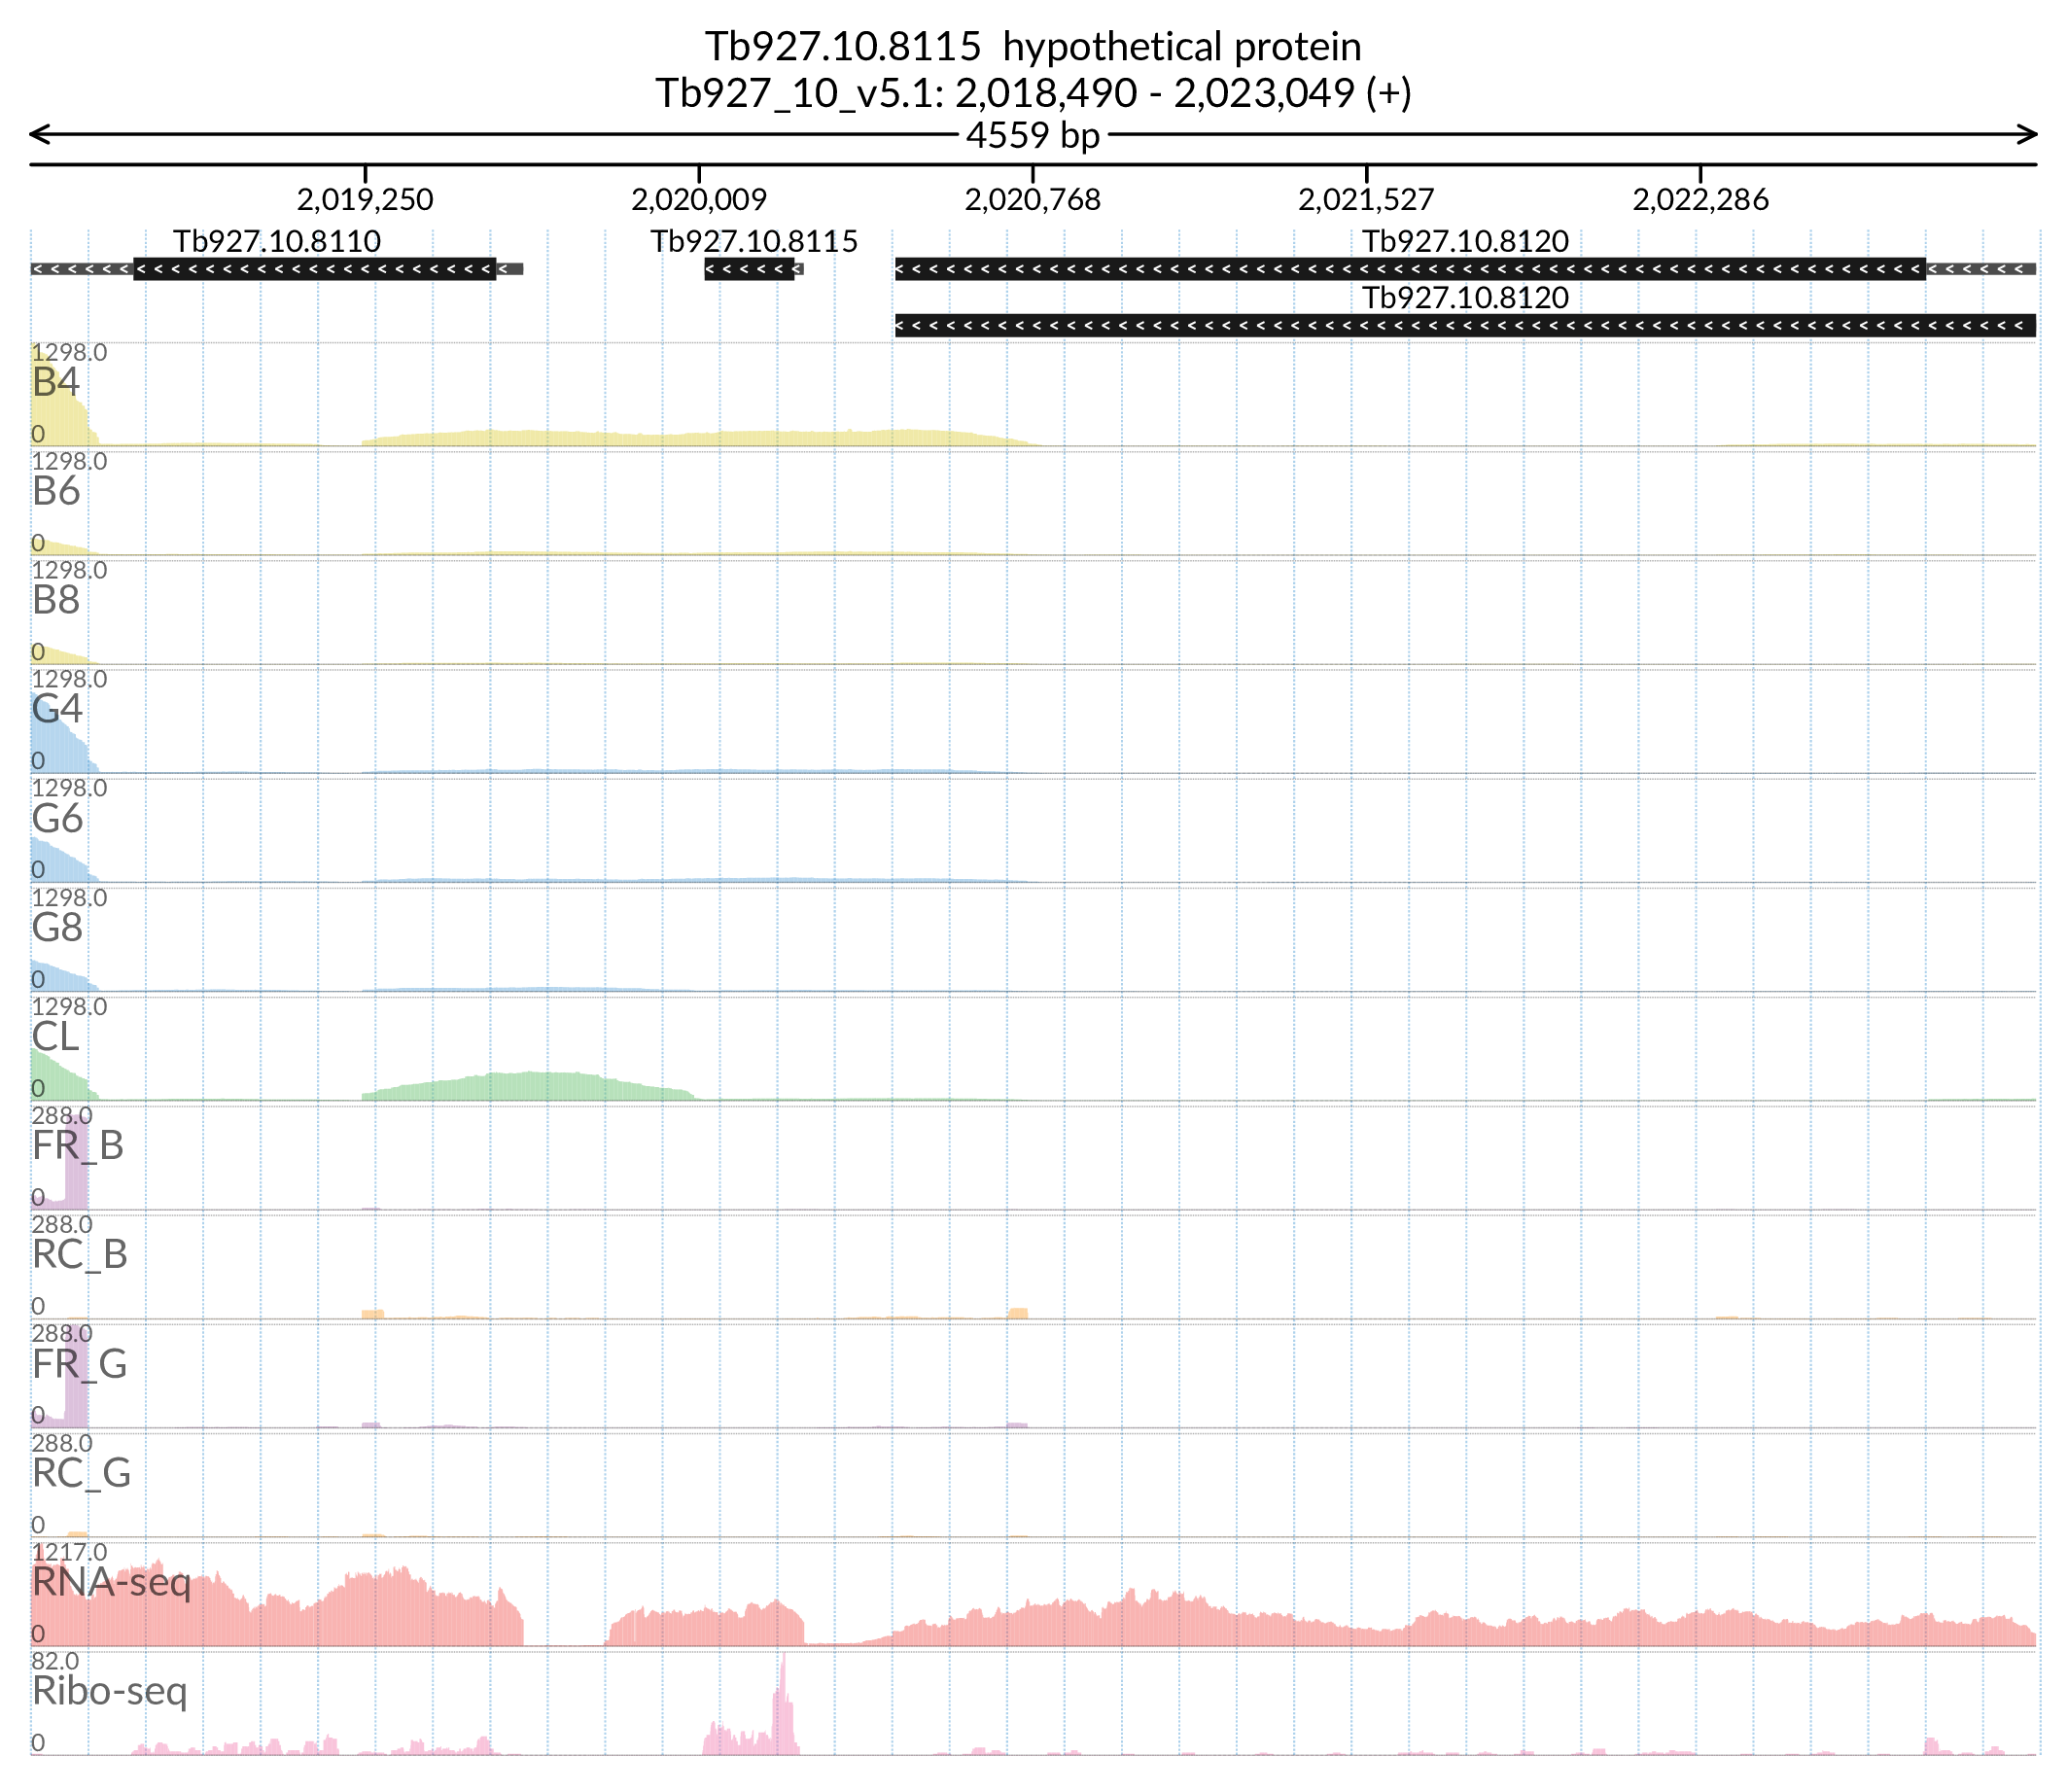 Tb927.10.8115  hypothetical protein
Tb927_10_v5.1: 2,018,490 - 2,023,049 (+)
4559 bp
2,019,250 2,020,009 2,020,768 2,021,527 2,022,286
Tb927.10.8110 Tb927.10.8115 Tb927.10.8120
Tb927.10.8120
1298.0
B4
0
1298.0
B6
0
1298.0
B8
0
1298.0
G4
0
1298.0
G6
0
1298.0
G8
0
1298.0
CL
0
288.0
FR_B
0
288.0
RC_B
0
288.0
FR_G
0
288.0
RC_G
0
1217.0
RNA-seq
0
82.0
Ribo-seq
0